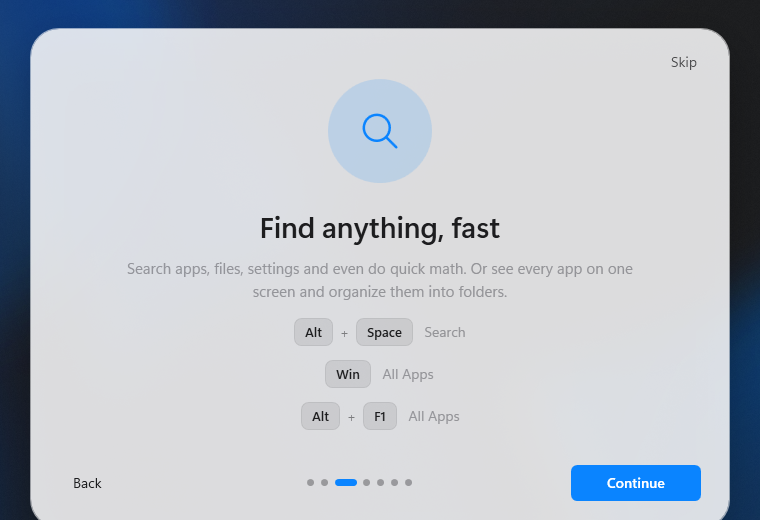 Skip
Find anything, fast
Search apps, files, settings and even do quick math. Or see every app on one
screen and organize them into folders.
Alt + Space Search
Win All Apps
Alt + F1 All Apps
Back Continue